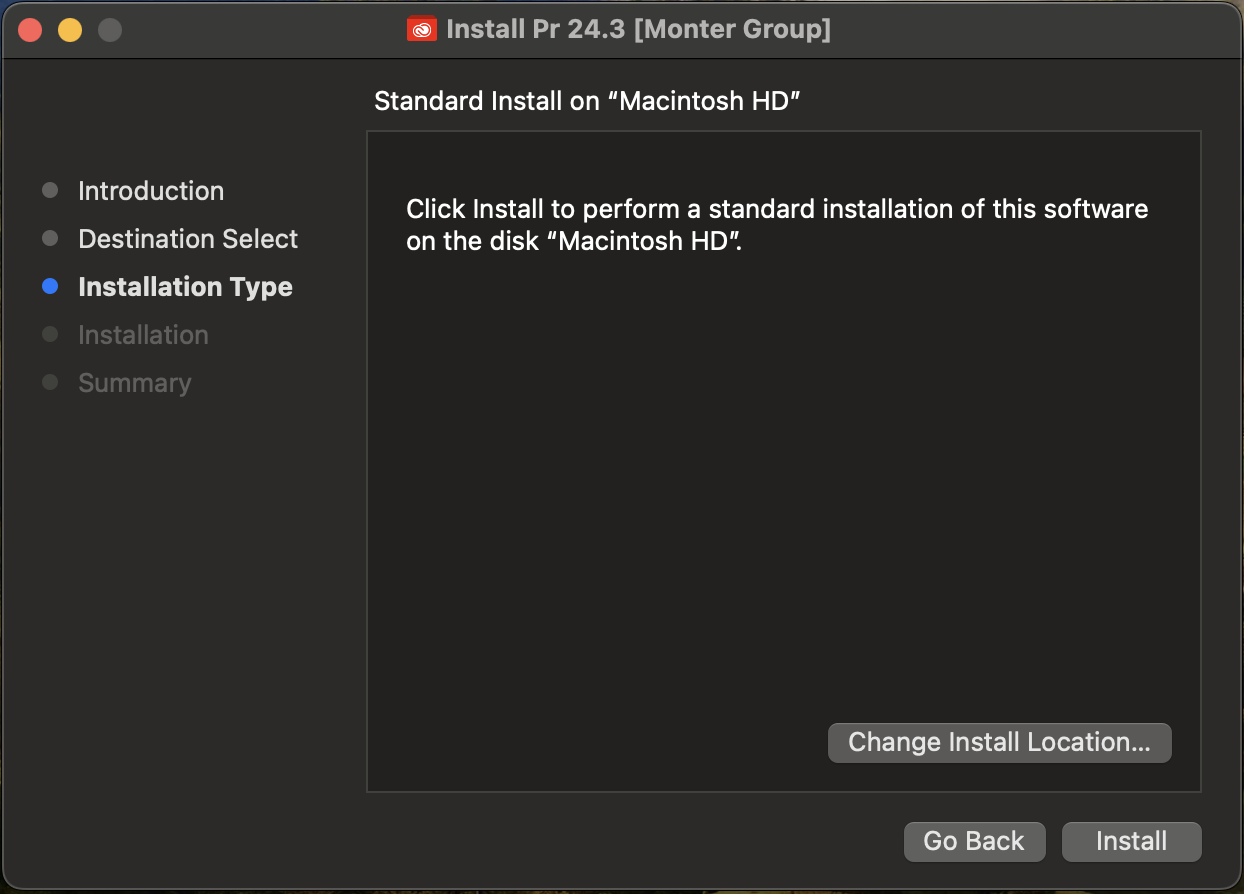 Install Pr 24.3 [Monter Group]
Standard Install on “Macintosh HD”
Introduction
Destination Select
Installation Type
Installation
Summary
Click Install to perform a standard installation of this software
on the disk “Macintosh HD”.
Change Install Location...
Go Back
Install